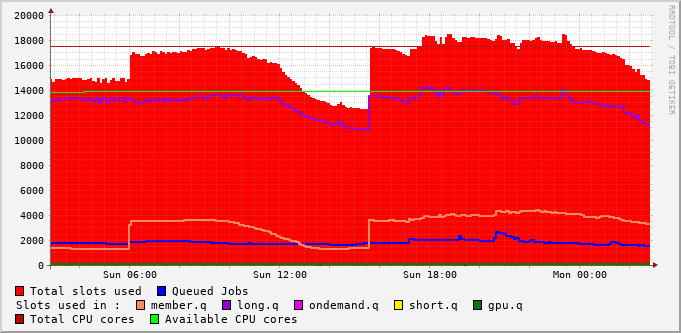 20000
18000
16000
14000
12000
10000
8000
6000
4000
2000
0
Sun 06:00 Sun 12:00 Sun 18:00 Mon 00:00
Total slots used Queued Jobs
Slots used in : member.q long.q ondemand.q short.q gpu.q
Total CPU cores Available CPU cores
RRDTOOL / TOBI OETIKER